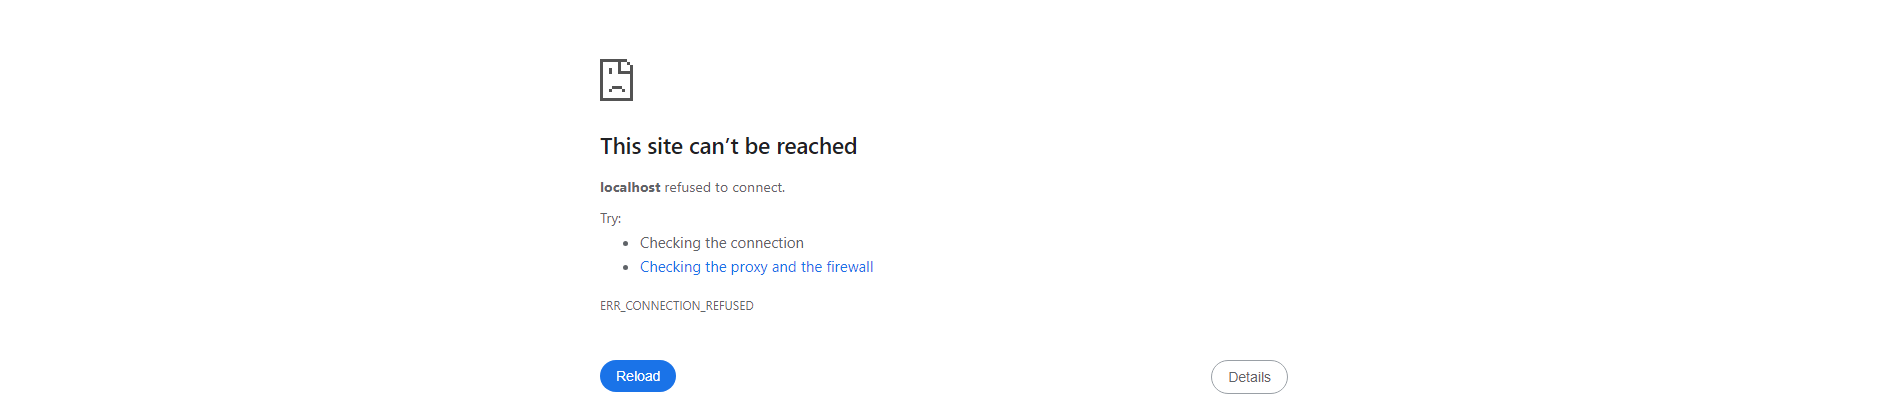 This site can’t be reached
localhost refused to connect.
Try:
Checking the connection
Checking the proxy and the firewall
ERR_CONNECTION_REFUSED
Reload
Details